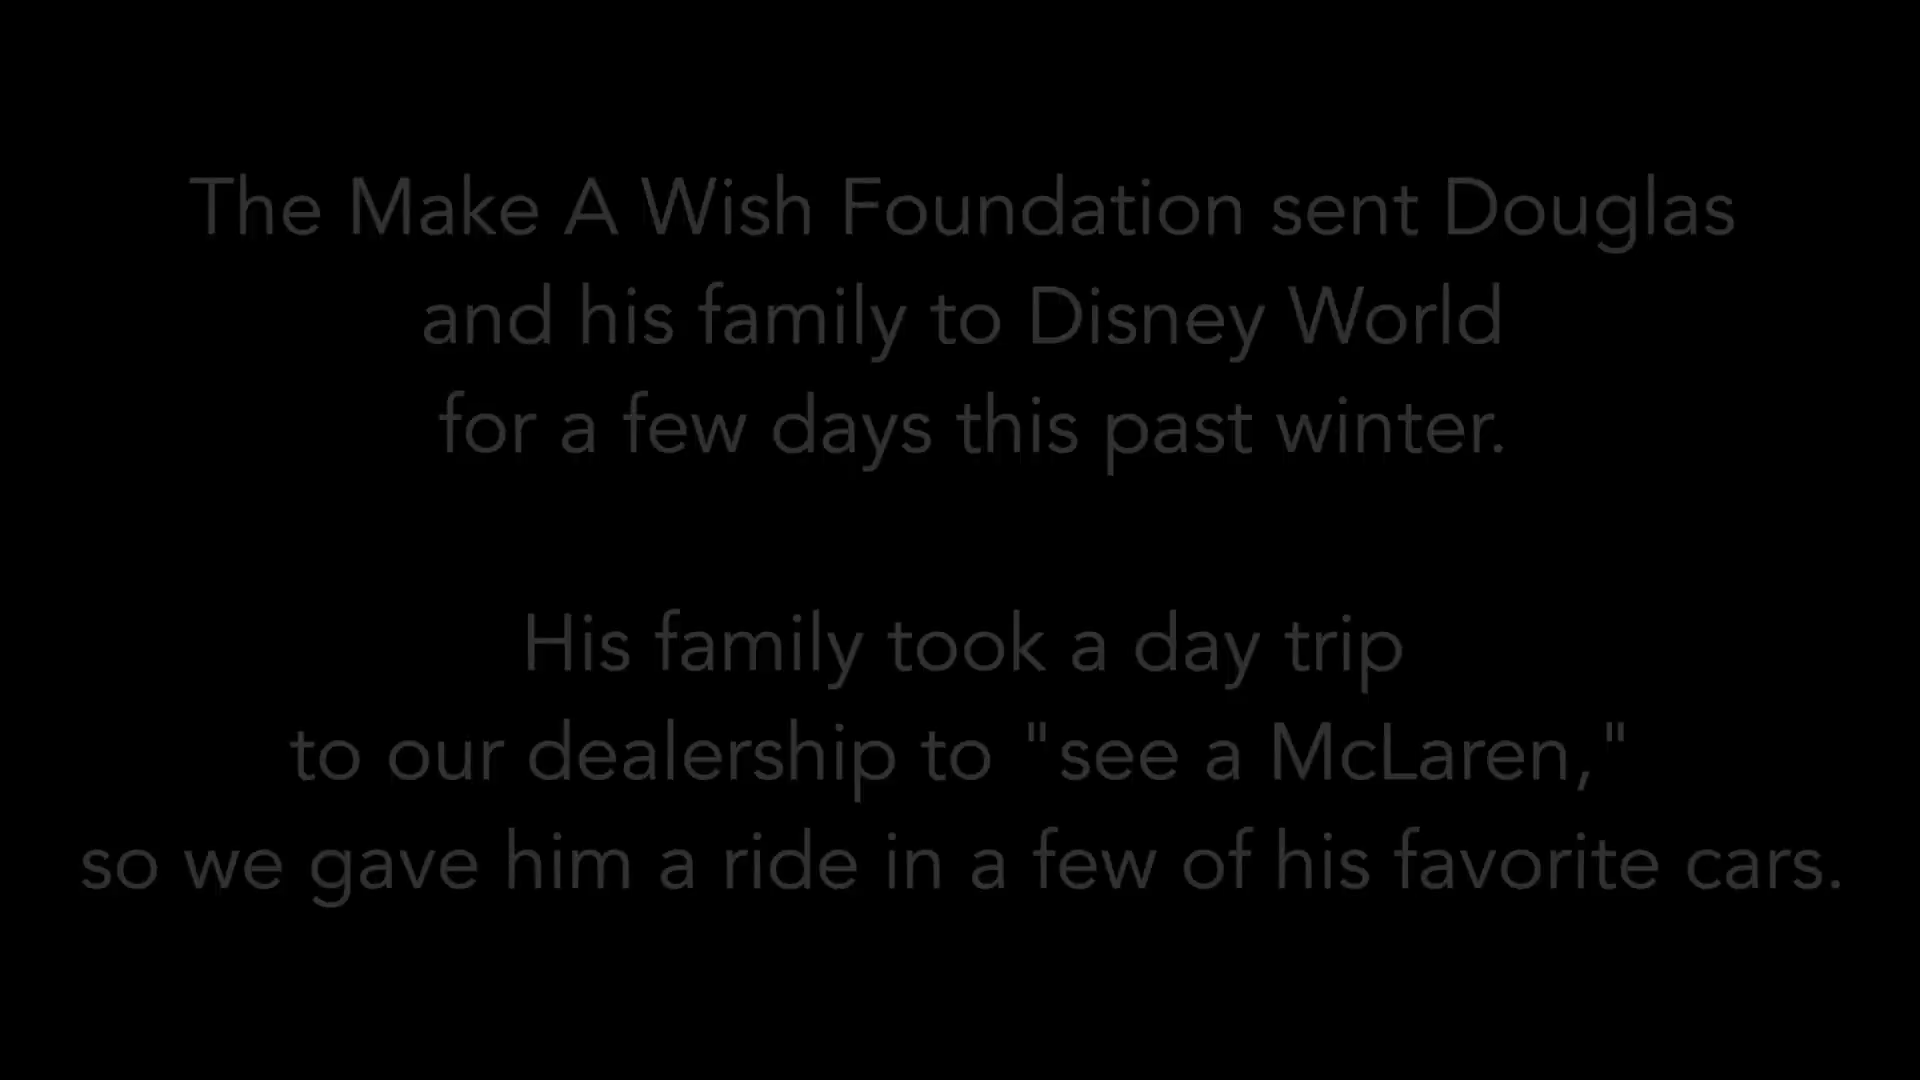 The Make A Wish Foundation sent Douglas
and his family to Disney World
for a few days this past winter.
His family took a day trip
to our dealership to "see a McLaren,"
so we gave him a ride in a few of his favorite cars.